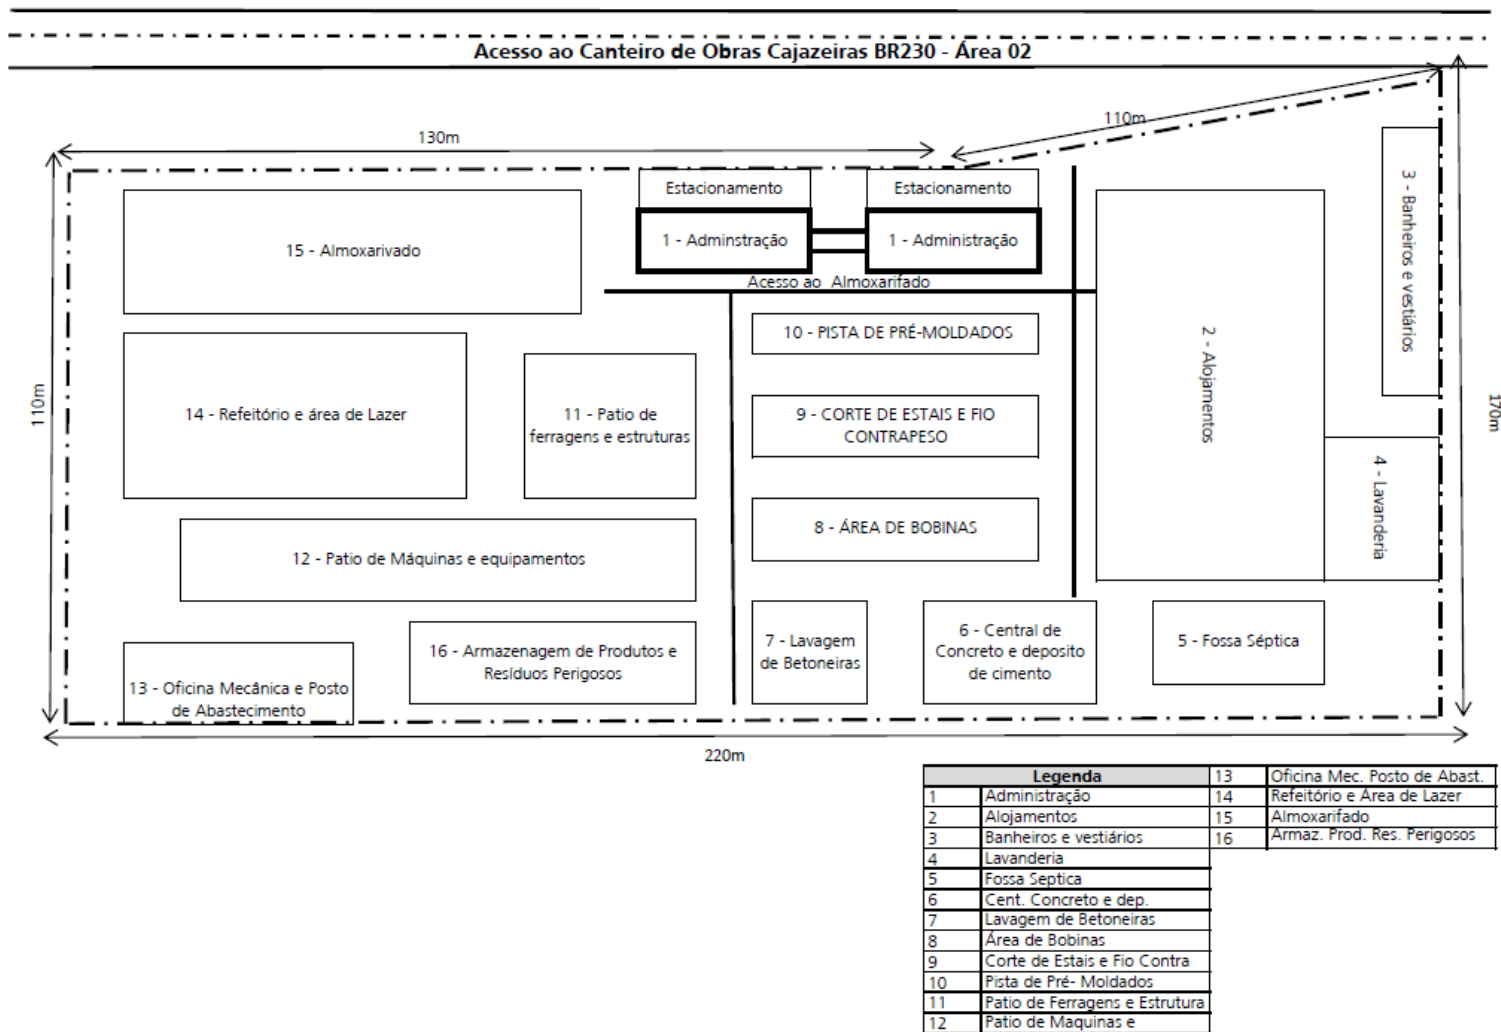 Acesso ao Canteiro de Obras Cajazeiras BR230 - Área 02
130m
110m
110m
170m
220m
Estacionamento
Estacionamento
1 - Adminstração
1 - Administração
Acesso ao Almoxarifado
15 - Almoxarivado
14 - Refeitório e área de Lazer
11 - Patio de
ferragens e estruturas
12 - Patio de Máquinas e equipamentos
13 - Oficina Mecânica e Posto
de Abastecimento
16 - Armazenagem de Produtos e
Resíduos Perigosos
10 - PISTA DE PRÉ-MOLDADOS
9 - CORTE DE ESTAIS E FIO
CONTRAPESO
8 - ÁREA DE BOBINAS
7 - Lavagem
de Betoneiras
6 - Central de
Concreto e deposito
de cimento
5 - Fossa Séptica
2 - Alojamentos
3 - Banheiros e vestiários
4 - Lavanderia
Legenda
1 Administração
2 Alojamentos
3 Banheiros e vestiários
4 Lavanderia
5 Fossa Septica
6 Cent. Concreto e dep.
7 Lavagem de Betoneiras
8 Área de Bobinas
9 Corte de Estais e Fio Contra
10 Pista de Pré- Moldados
11 Patio de Ferragens e Estrutura
12 Patio de Maquinas e
13 Oficina Mec. Posto de Abast.
14 Refeitório e Área de Lazer
15 Almoxarifado
16 Armaz. Prod. Res. Perigosos